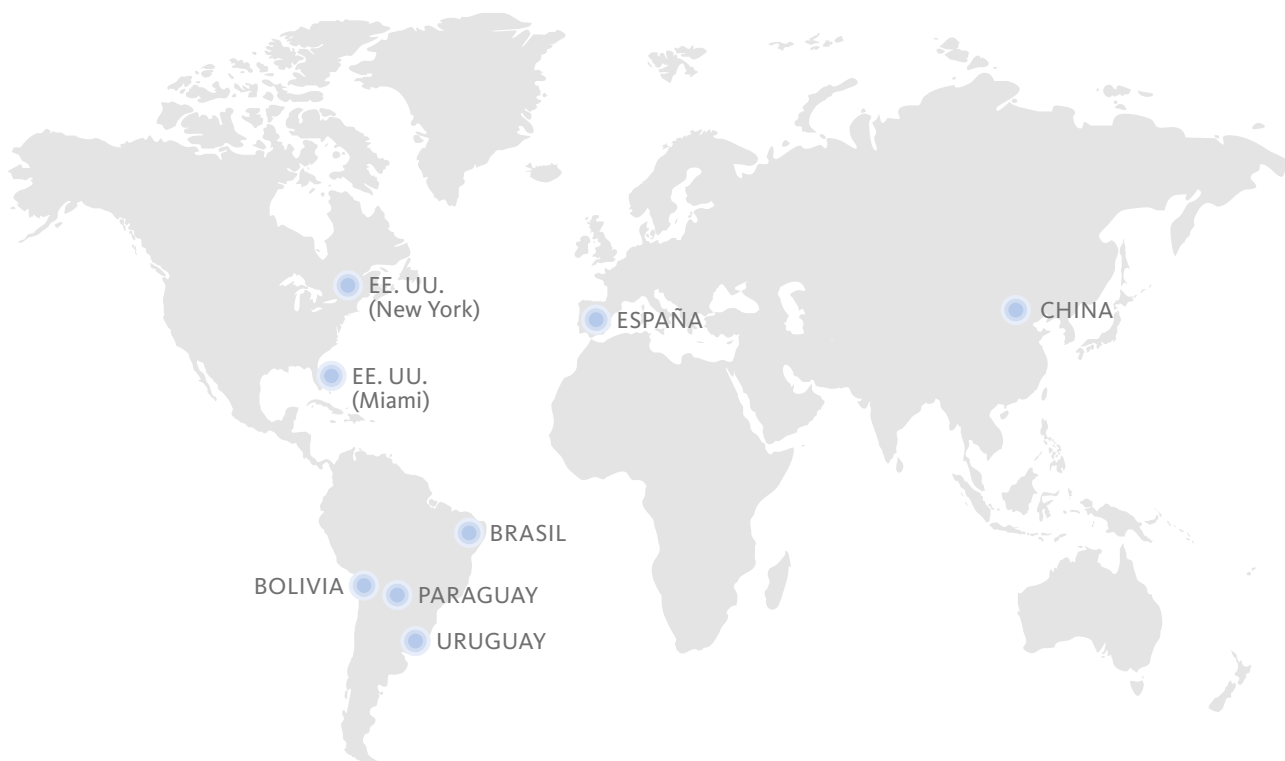 EE. UU.
(New York)
ESPAÑA
CHINA
EE. UU.
(Miami)
BRASIL
BOLIVIA
PARAGUAY
URUGUAY